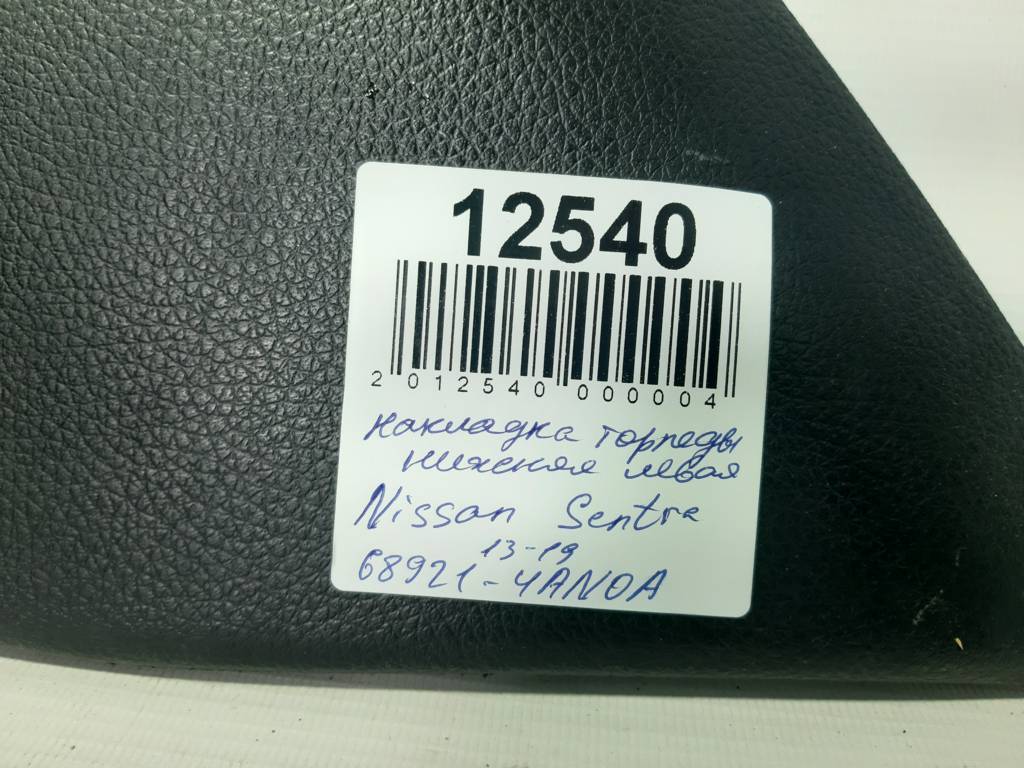 12540
2 012540 000004
накладка торпеды
нижняя левая
Nissan Sentra
13-19
68921-4AN0A